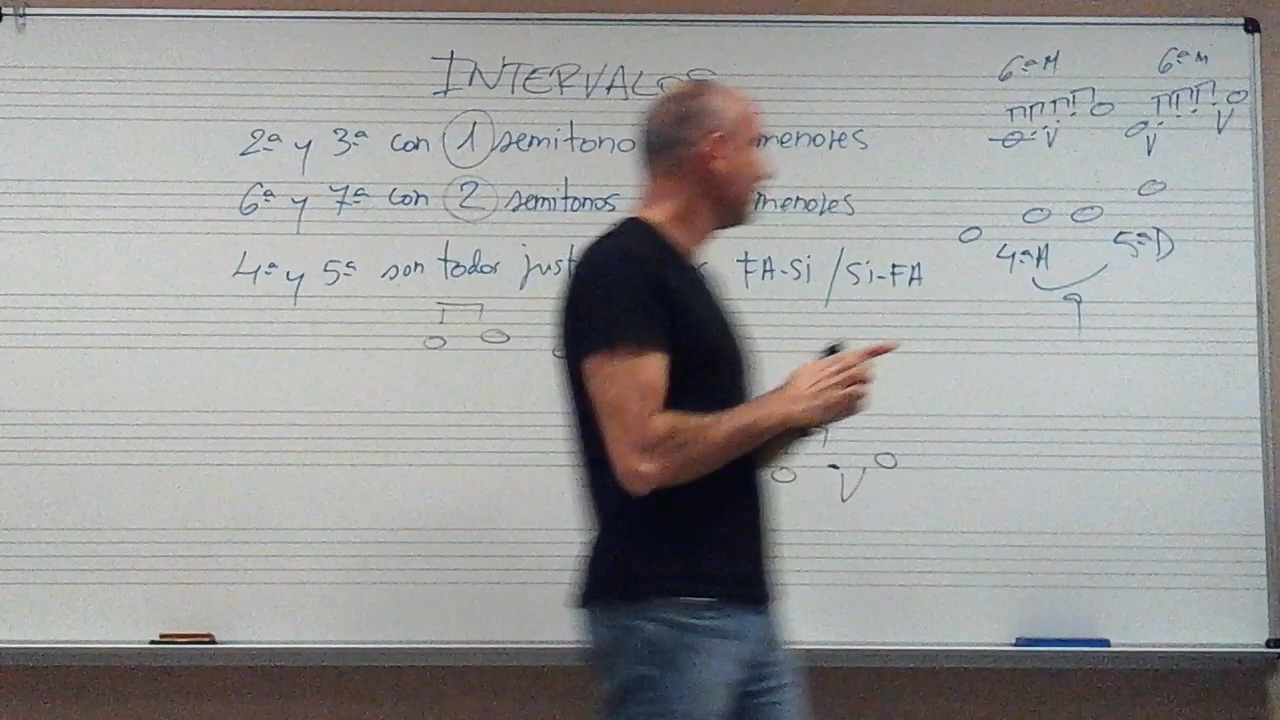 INTERVALOS
2ª y 3ª con 1 semitono menores
6ª y 7ª con 2 semitonos menores
4ª y 5ª son todos just FA-Si / Si-FA
6ª M 6ª m
4ª A 5ª D